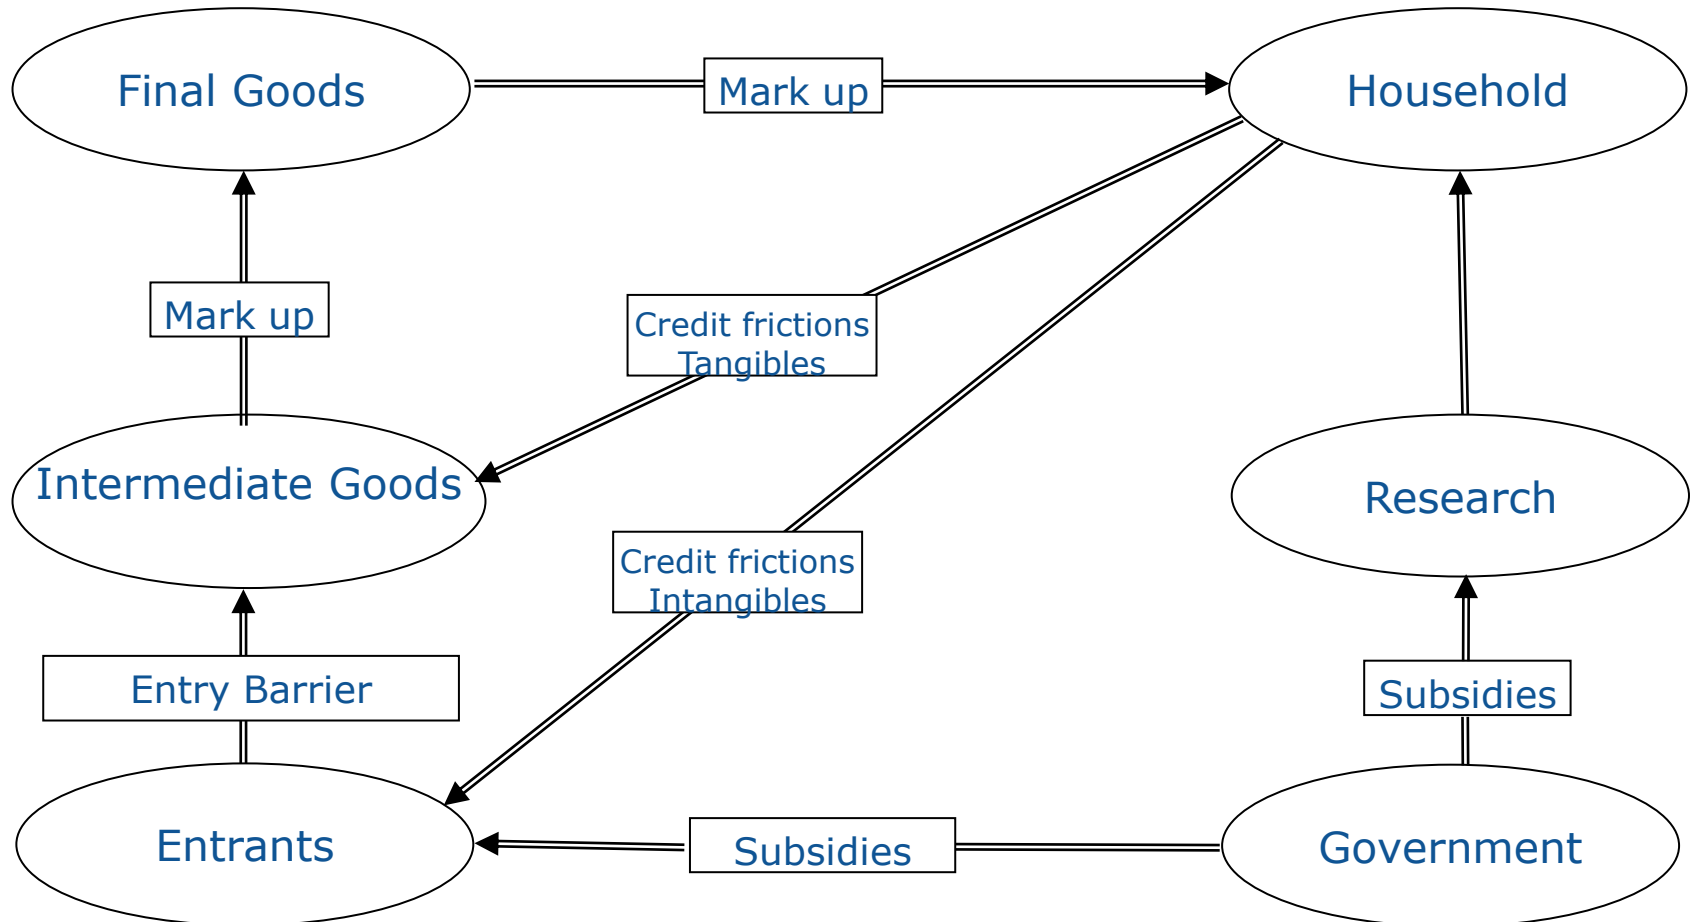 Final Goods
Mark up
Household
Mark up
Credit frictions
Tangibles
Intermediate Goods
Research
Credit frictions
Intangibles
Entry Barrier
Subsidies
Entrants
Subsidies
Government